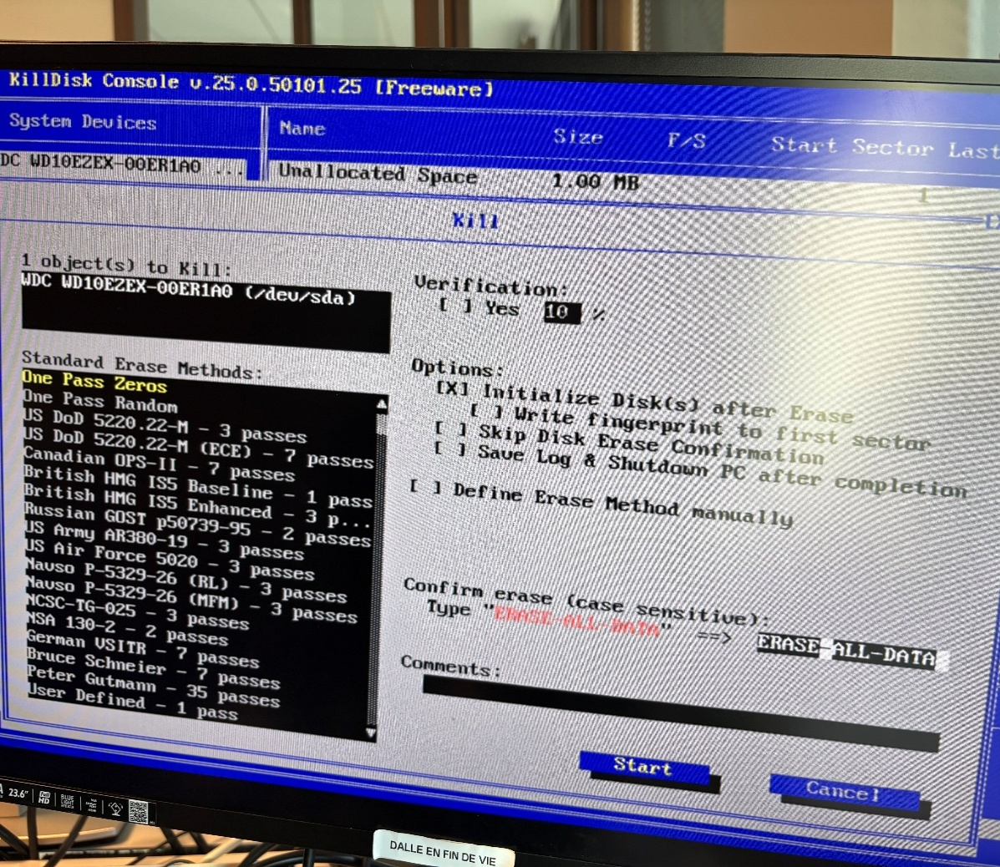 KillDisk Console v.25.0.50101.25 [Freeware]
System Devices
Name Size F/S Start Sector Last
DC WD10EZEX-00ER1A0 ...
Unallocated Space 1.00 MB 1
Kill
1 object(s) to Kill:
WDC WD10EZEX-00ER1A0 (/dev/sda)
Verification:
[ ] Yes 10 %
Standard Erase Methods:
One Pass Zeros
One Pass Random
US DoD 5220.22-M - 3 passes
US DoD 5220.22-M (ECE) - 7 passes
Canadian OPS-II - 7 passes
British HMG IS5 Baseline - 1 pass
British HMG IS5 Enhanced - 3 p...
Russian GOST p50739-95 - 2 passes
US Army AR380-19 - 3 passes
US Air Force 5020 - 3 passes
Navso P-5329-26 (RL) - 3 passes
Navso P-5329-26 (MFM) - 3 passes
NCSC-TG-025 - 3 passes
NSA 130-2 - 2 passes
German VSITR - 7 passes
Bruce Schneier - 7 passes
Peter Gutmann - 35 passes
User Defined - 1 pass
Options:
[X] Initialize Disk(s) after Erase
[ ] Write fingerprint to first sector
[ ] Skip Disk Erase Confirmation
[ ] Save Log & Shutdown PC after completion
[ ] Define Erase Method manually
Confirm erase (case sensitive):
Type "ERASE-ALL-DATA" ==> ERASE-ALL-DATA
Comments:
Start
Cancel
23.6"
Full HD
BLUE LIGHT
DALLE EN FIN DE VIE